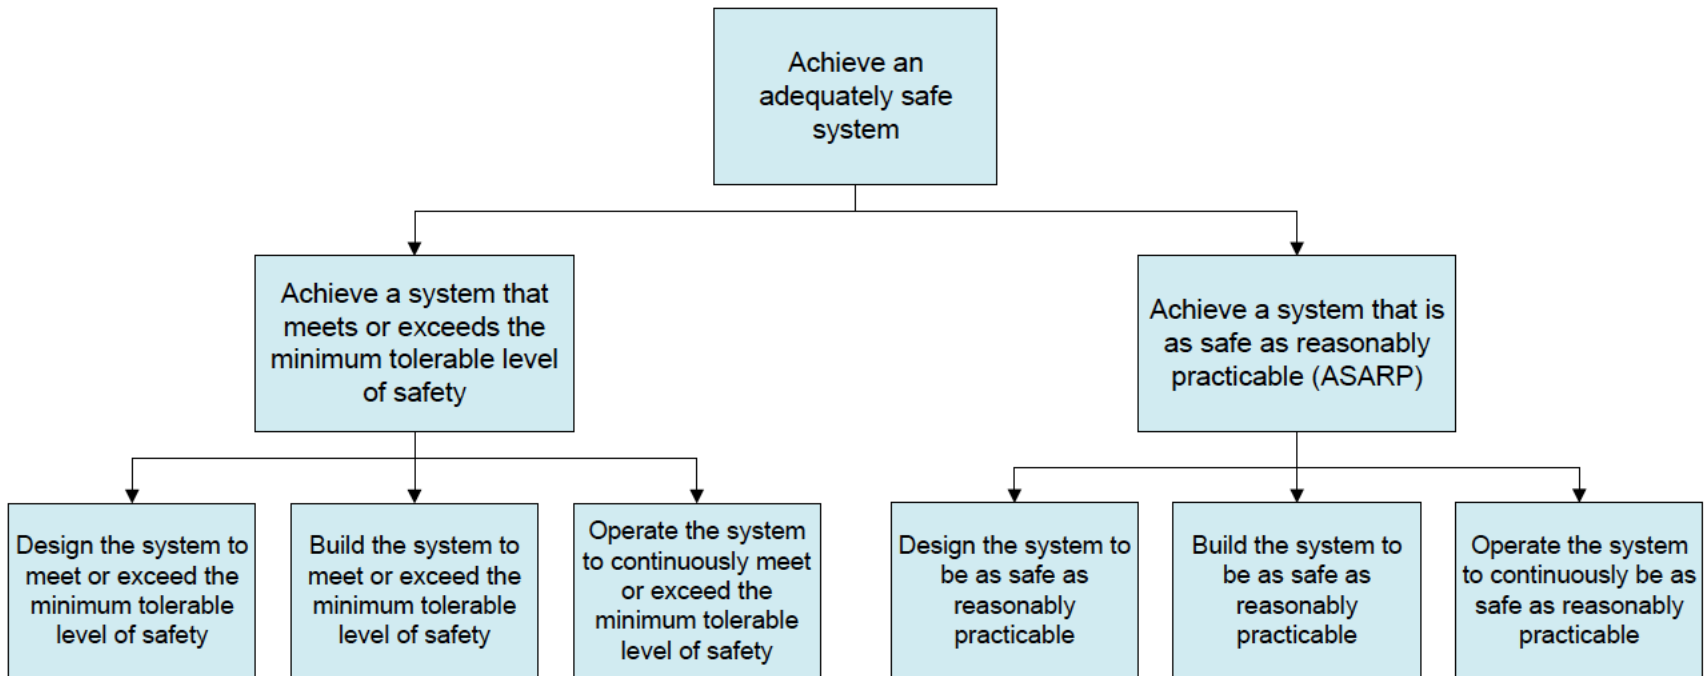 Achieve an
adequately safe
system
Achieve a system that
meets or exceeds the
minimum tolerable level
of safety
Achieve a system that is
as safe as reasonably
practicable (ASARP)
Design the system to
meet or exceed the
minimum tolerable
level of safety
Build the system to
meet or exceed the
minimum tolerable
level of safety
Operate the system
to continuously meet
or exceed the
minimum tolerable
level of safety
Design the system to
be as safe as
reasonably
practicable
Build the system to
be as safe as
reasonably
practicable
Operate the system
to continuously be as
safe as reasonably
practicable